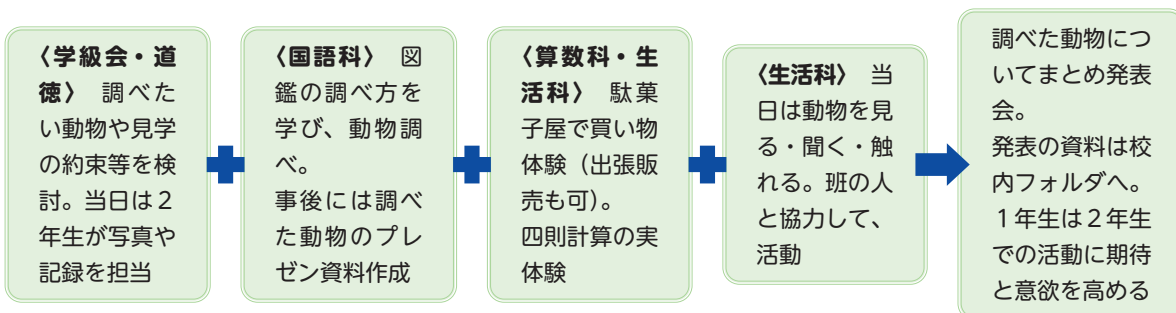 〈学級会・道
徳〉 調べた
い動物や見学
の約束等を検
討。当日は２
年生が写真や
記録を担当
〈国語科〉 図
鑑の調べ方を
学び、動物調
べ。
事後には調べ
た動物のプレ
ゼン資料作成
〈算数科・生
活科〉 駄菓
子屋で買い物
体験（出張販
売も可）。
四則計算の実
体験
〈生活科〉 当
日は動物を見
る・聞く・触
れる。班の人
と協力して、
活動
調べた動物につ
いてまとめ発表
会。
発表の資料は校
内フォルダへ。
１年生は２年生
での活動に期待
と意欲を高める